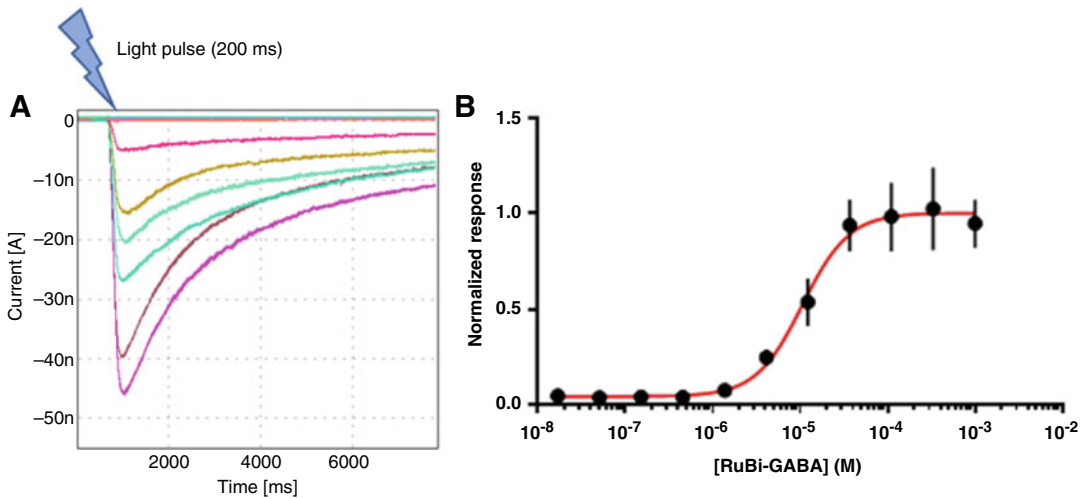 Light pulse (200 ms)
A
0
–10n
–20n
–30n
–40n
–50n
Current [A]
2000 4000 6000
Time [ms]
B
1.5
1.0
0.5
0.0
Normalized response
10-8 10-7 10-6 10-5 10-4 10-3 10-2
[RuBi-GABA] (M)